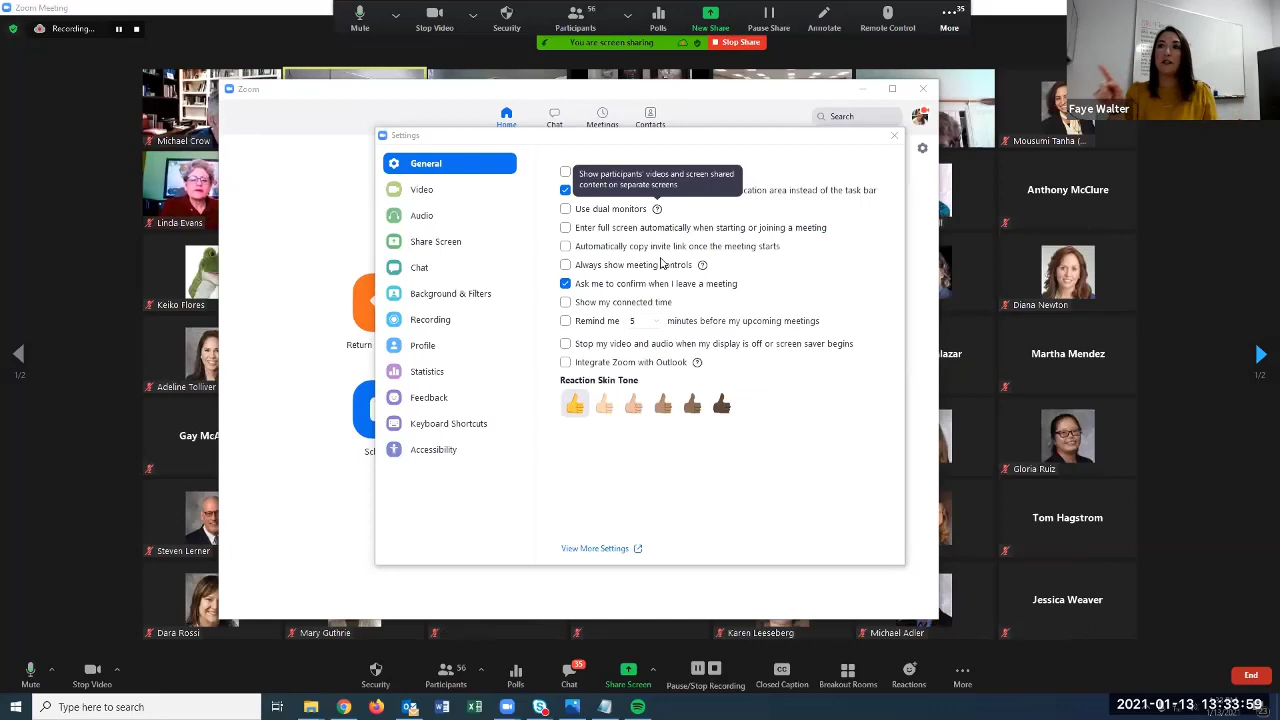 Zoom Meeting
Recording...
Mute
Stop Video
Security
56
Participants
Polls
New Share
Pause Share
Annotate
Remote Control
35
More
You are screen sharing
Stop Share
Faye Walter
Zoom
Home
Chat
Meetings
Contacts
Search
Settings
General
Video
Audio
Share Screen
Chat
Background & Filters
Recording
Profile
Statistics
Feedback
Keyboard Shortcuts
Accessibility
Show participants' videos and screen shared
content on separate screens
cation area instead of the task bar
Use dual monitors
Enter full screen automatically when starting or joining a meeting
Automatically copy invite link once the meeting starts
Always show meeting controls
Ask me to confirm when I leave a meeting
Show my connected time
Remind me 5 minutes before my upcoming meetings
Stop my video and audio when my display is off or screen saver begins
Integrate Zoom with Outlook
Reaction Skin Tone
View More Settings
Michael Crow
Mousumi Tanha (...
Linda Evans
Anthony McClure
Keiko Flores
Diana Newton
Return
1/2
Adeline Tolliver
alazar
Martha Mendez
1/2
Gay McA
Sc
Gloria Ruiz
Steven Lerner
Tom Hagstrom
Dara Rossi
Mary Guthrie
Karen Leeseberg
Michael Adler
Jessica Weaver
Mute
Stop Video
Security
56
Participants
Polls
35
Chat
Share Screen
Pause/Stop Recording
CC
Closed Caption
Breakout Rooms
Reactions
More
End
Type here to search
2021-01-13 13:33:59